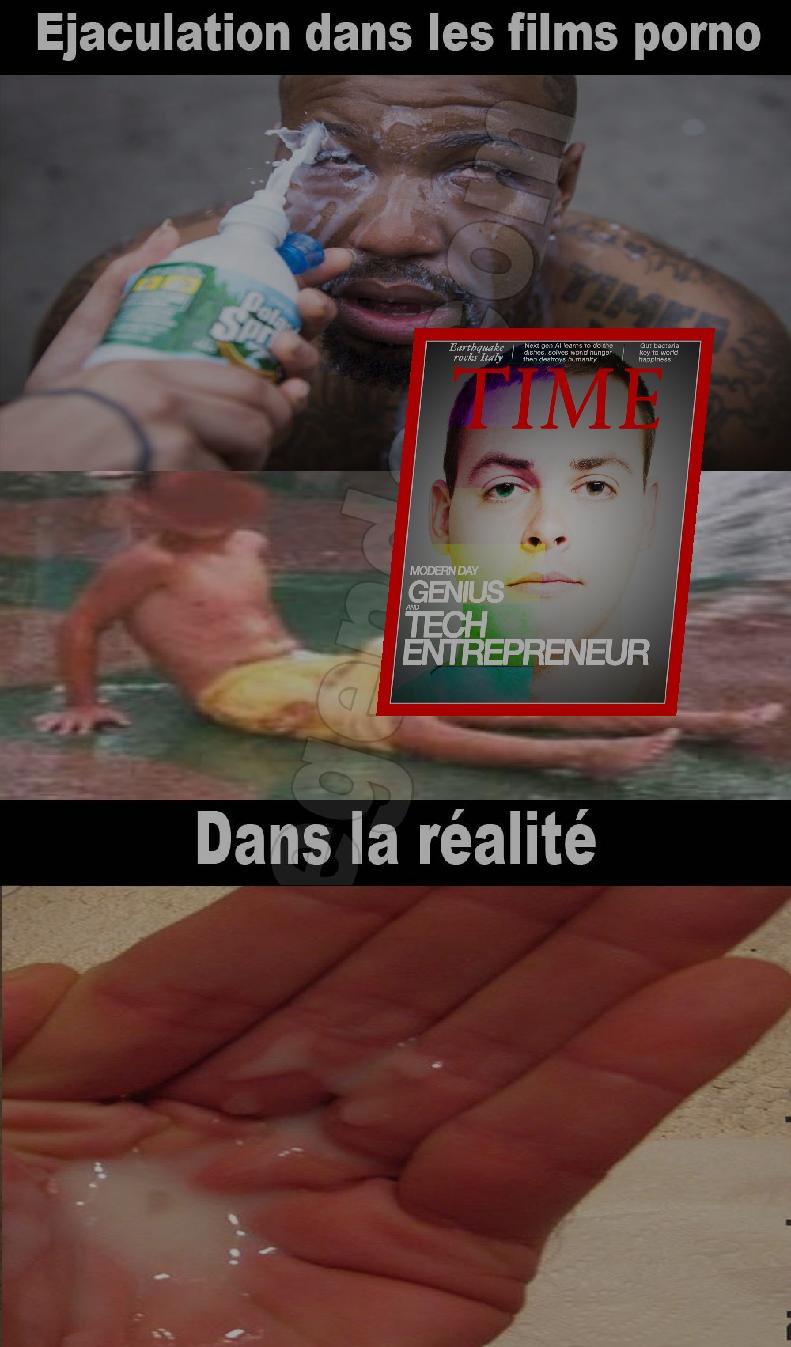 Ejaculation dans les films porno
TIMER
Earthquake
rocks Italy
Next gen AI learns to do the
dishes, solves world hunger
then destroys humanity
Gut bacteria
key to world
happiness
TIME
MODERN DAY
GENIUS
AND
TECH
ENTREPRENEUR
Dans la réalité